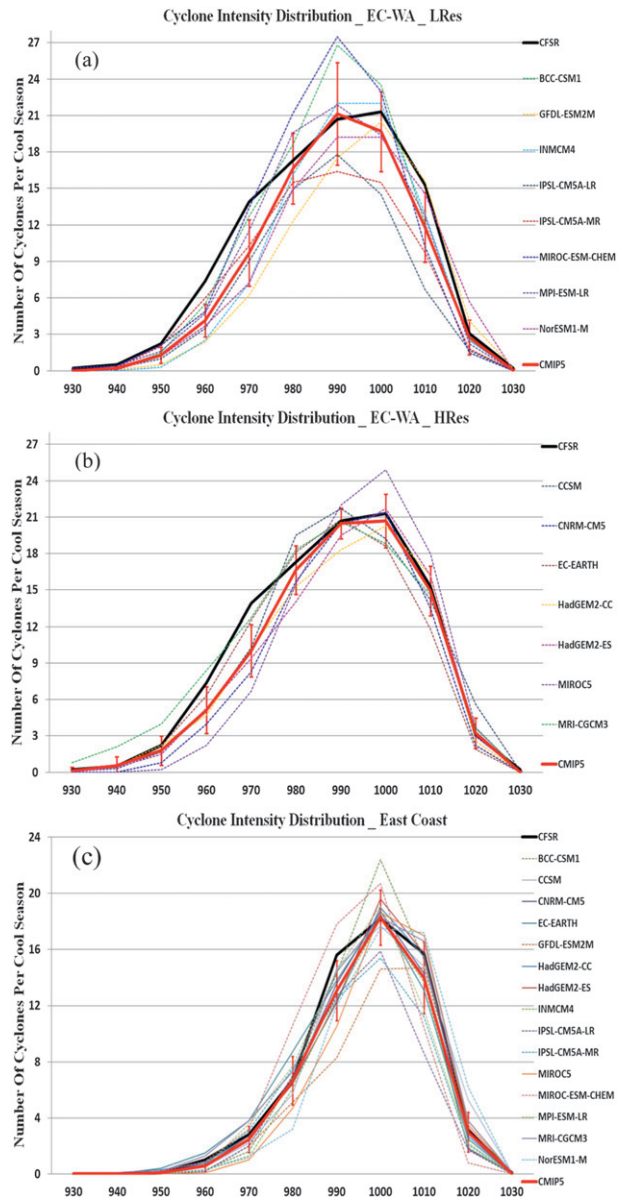 Cyclone Intensity Distribution _ EC-WA _ LRes
(a)
Number Of Cyclones Per Cool Season
27
24
21
18
15
12
9
6
3
0
930 940 950 960 970 980 990 1000 1010 1020 1030
CFSR
BCC-CSM1
GFDL-ESM2M
INMCM4
IPSL-CM5A-LR
IPSL-CM5A-MR
MIROC-ESM-CHEM
MPI-ESM-LR
NorESM1-M
CMIP5
Cyclone Intensity Distribution _ EC-WA _ HRes
(b)
Number Of Cyclones Per Cool Season
27
24
21
18
15
12
9
6
3
0
930 940 950 960 970 980 990 1000 1010 1020 1030
CFSR
CCSM
CNRM-CM5
EC-EARTH
HadGEM2-CC
HadGEM2-ES
MIROC5
MRI-CGCM3
CMIP5
Cyclone Intensity Distribution _ East Coast
(c)
Number Of Cyclones Per Cool Season
24
20
16
12
8
4
0
930 940 950 960 970 980 990 1000 1010 1020 1030
CFSR
BCC-CSM1
CCSM
CNRM-CM5
EC-EARTH
GFDL-ESM2M
HadGEM2-CC
HadGEM2-ES
INMCM4
IPSL-CM5A-LR
IPSL-CM5A-MR
MIROC5
MIROC-ESM-CHEM
MPI-ESM-LR
MRI-CGCM3
NorESM1-M
CMIP5